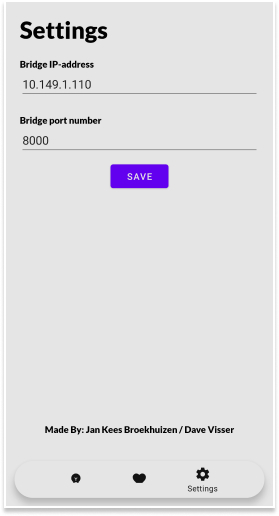 Settings
Bridge IP-address
10.149.1.110
Bridge port number
8000
SAVE
Made By: Jan Kees Broekhuizen / Dave Visser
Settings